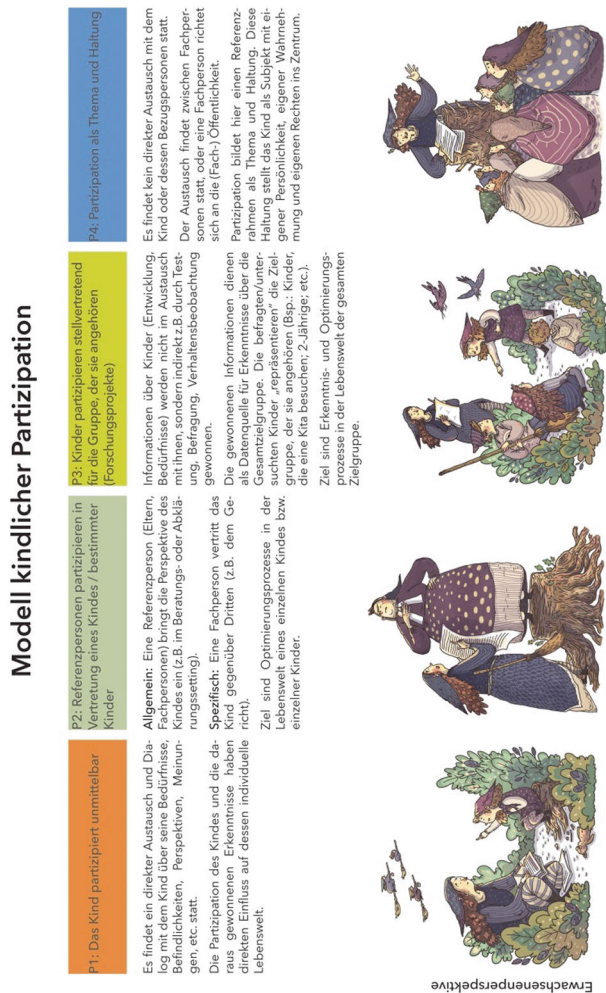 Modell kindlicher Partizipation
P1: Das Kind partizipiert unmittelbar
Es findet ein direkter Austausch und Dia-
log mit dem Kind über seine Bedürfnisse,
Befindlichkeiten, Perspektiven, Meinun-
gen, etc. statt.
Die Partizipation des Kindes und die da-
raus gewonnenen Erkenntnisse haben
direkten Einfluss auf dessen individuelle
Lebenswelt.
P2: Referenzpersonen partizipieren in
Vertretung eines Kindes / bestimmter
Kinder
Allgemein: Eine Referenzperson (Eltern,
Fachpersonen) bringt die Perspektive des
Kindes ein (z.B. im Beratungs- oder Abklä-
rungssetting).
Spezifisch: Eine Fachperson vertritt das
Kind gegenüber Dritten (z.B. dem Ge-
richt).
Ziel sind Optimierungsprozesse in der
Lebenswelt eines einzelnen Kindes bzw.
einzelner Kinder.
P3: Kinder partizipieren stellvertretend
für die Gruppe, der sie angehören
(Forschungsprojekte)
Informationen über Kinder (Entwicklung,
Bedürfnisse) werden nicht im Austausch
mit ihnen, sondern indirekt z.B. durch Test-
ung, Befragung, Verhaltensbeobachtung
gewonnen.
Die gewonnenen Informationen dienen
als Datenquelle für Erkenntnisse über die
Gesamtzielgruppe. Die befragten/unter-
suchten Kinder „repräsentieren" die Ziel-
gruppe, der sie angehören (Bsp.: Kinder,
die eine Kita besuchen; 2-Jährige; etc.).
Ziel sind Erkenntnis- und Optimierungs-
prozesse in der Lebenswelt der gesamten
Zielgruppe.
P4: Partizipation als Thema und Haltung
Es findet kein direkter Austausch mit dem
Kind oder dessen Bezugspersonen statt.
Der Austausch findet zwischen Fachper-
sonen statt, oder eine Fachperson richtet
sich an die (Fach-) Öffentlichkeit.
Partizipation bildet hier einen Referenz-
rahmen als Thema und Haltung. Diese
Haltung stellt das Kind als Subjekt mit ei-
gener Persönlichkeit, eigener Wahrneh-
mung und eigenen Rechten ins Zentrum.
Erwachsenenperspektive